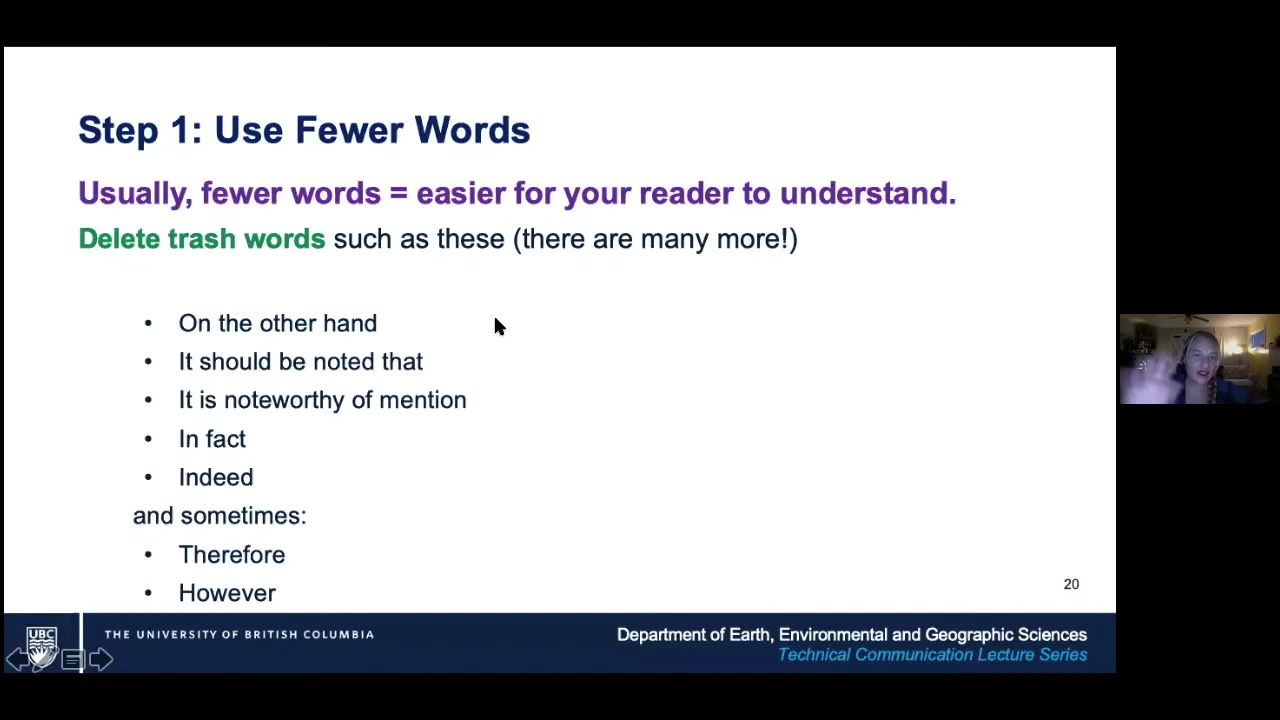 Step 1: Use Fewer Words
Usually, fewer words = easier for your reader to understand.
Delete trash words such as these (there are many more!)
• On the other hand
• It should be noted that
• It is noteworthy of mention
• In fact
• Indeed
and sometimes:
• Therefore
• However
20
UBC
THE UNIVERSITY OF BRITISH COLUMBIA
Department of Earth, Environmental and Geographic Sciences
Technical Communication Lecture Series